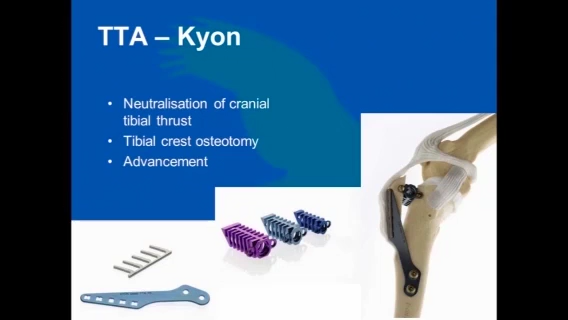 TTA – Kyon
• Neutralisation of cranial
tibial thrust
• Tibial crest osteotomy
• Advancement